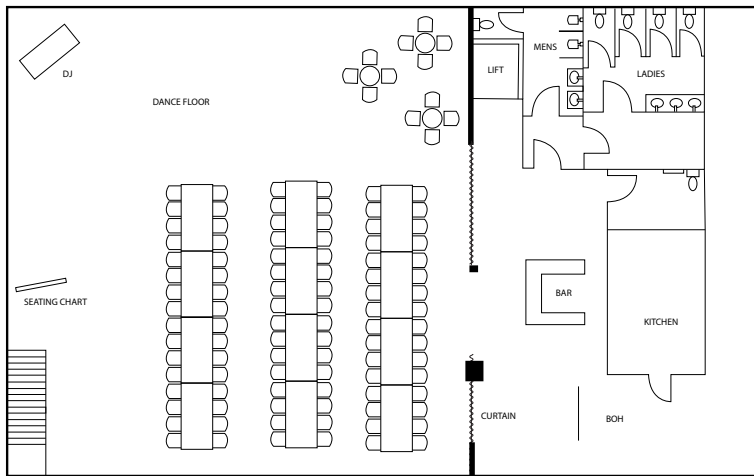 DJ
DANCE FLOOR
LIFT
MENS
LADIES
SEATING CHART
BAR
KITCHEN
CURTAIN
BOH